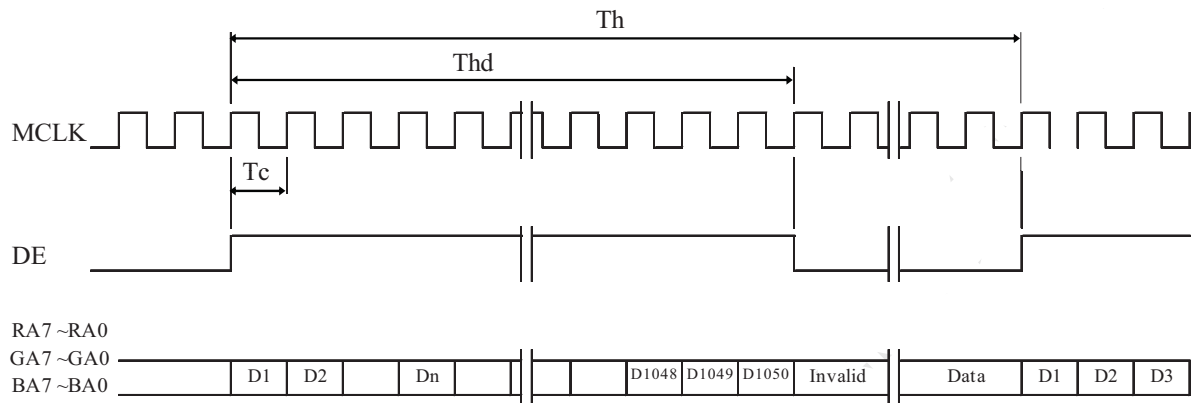 Th
Thd
MCLK
Tc
DE
RA7 ~RA0
GA7 ~GA0
BA7 ~BA0
D1 D2 Dn D1048 D1049 D1050 Invalid Data D1 D2 D3